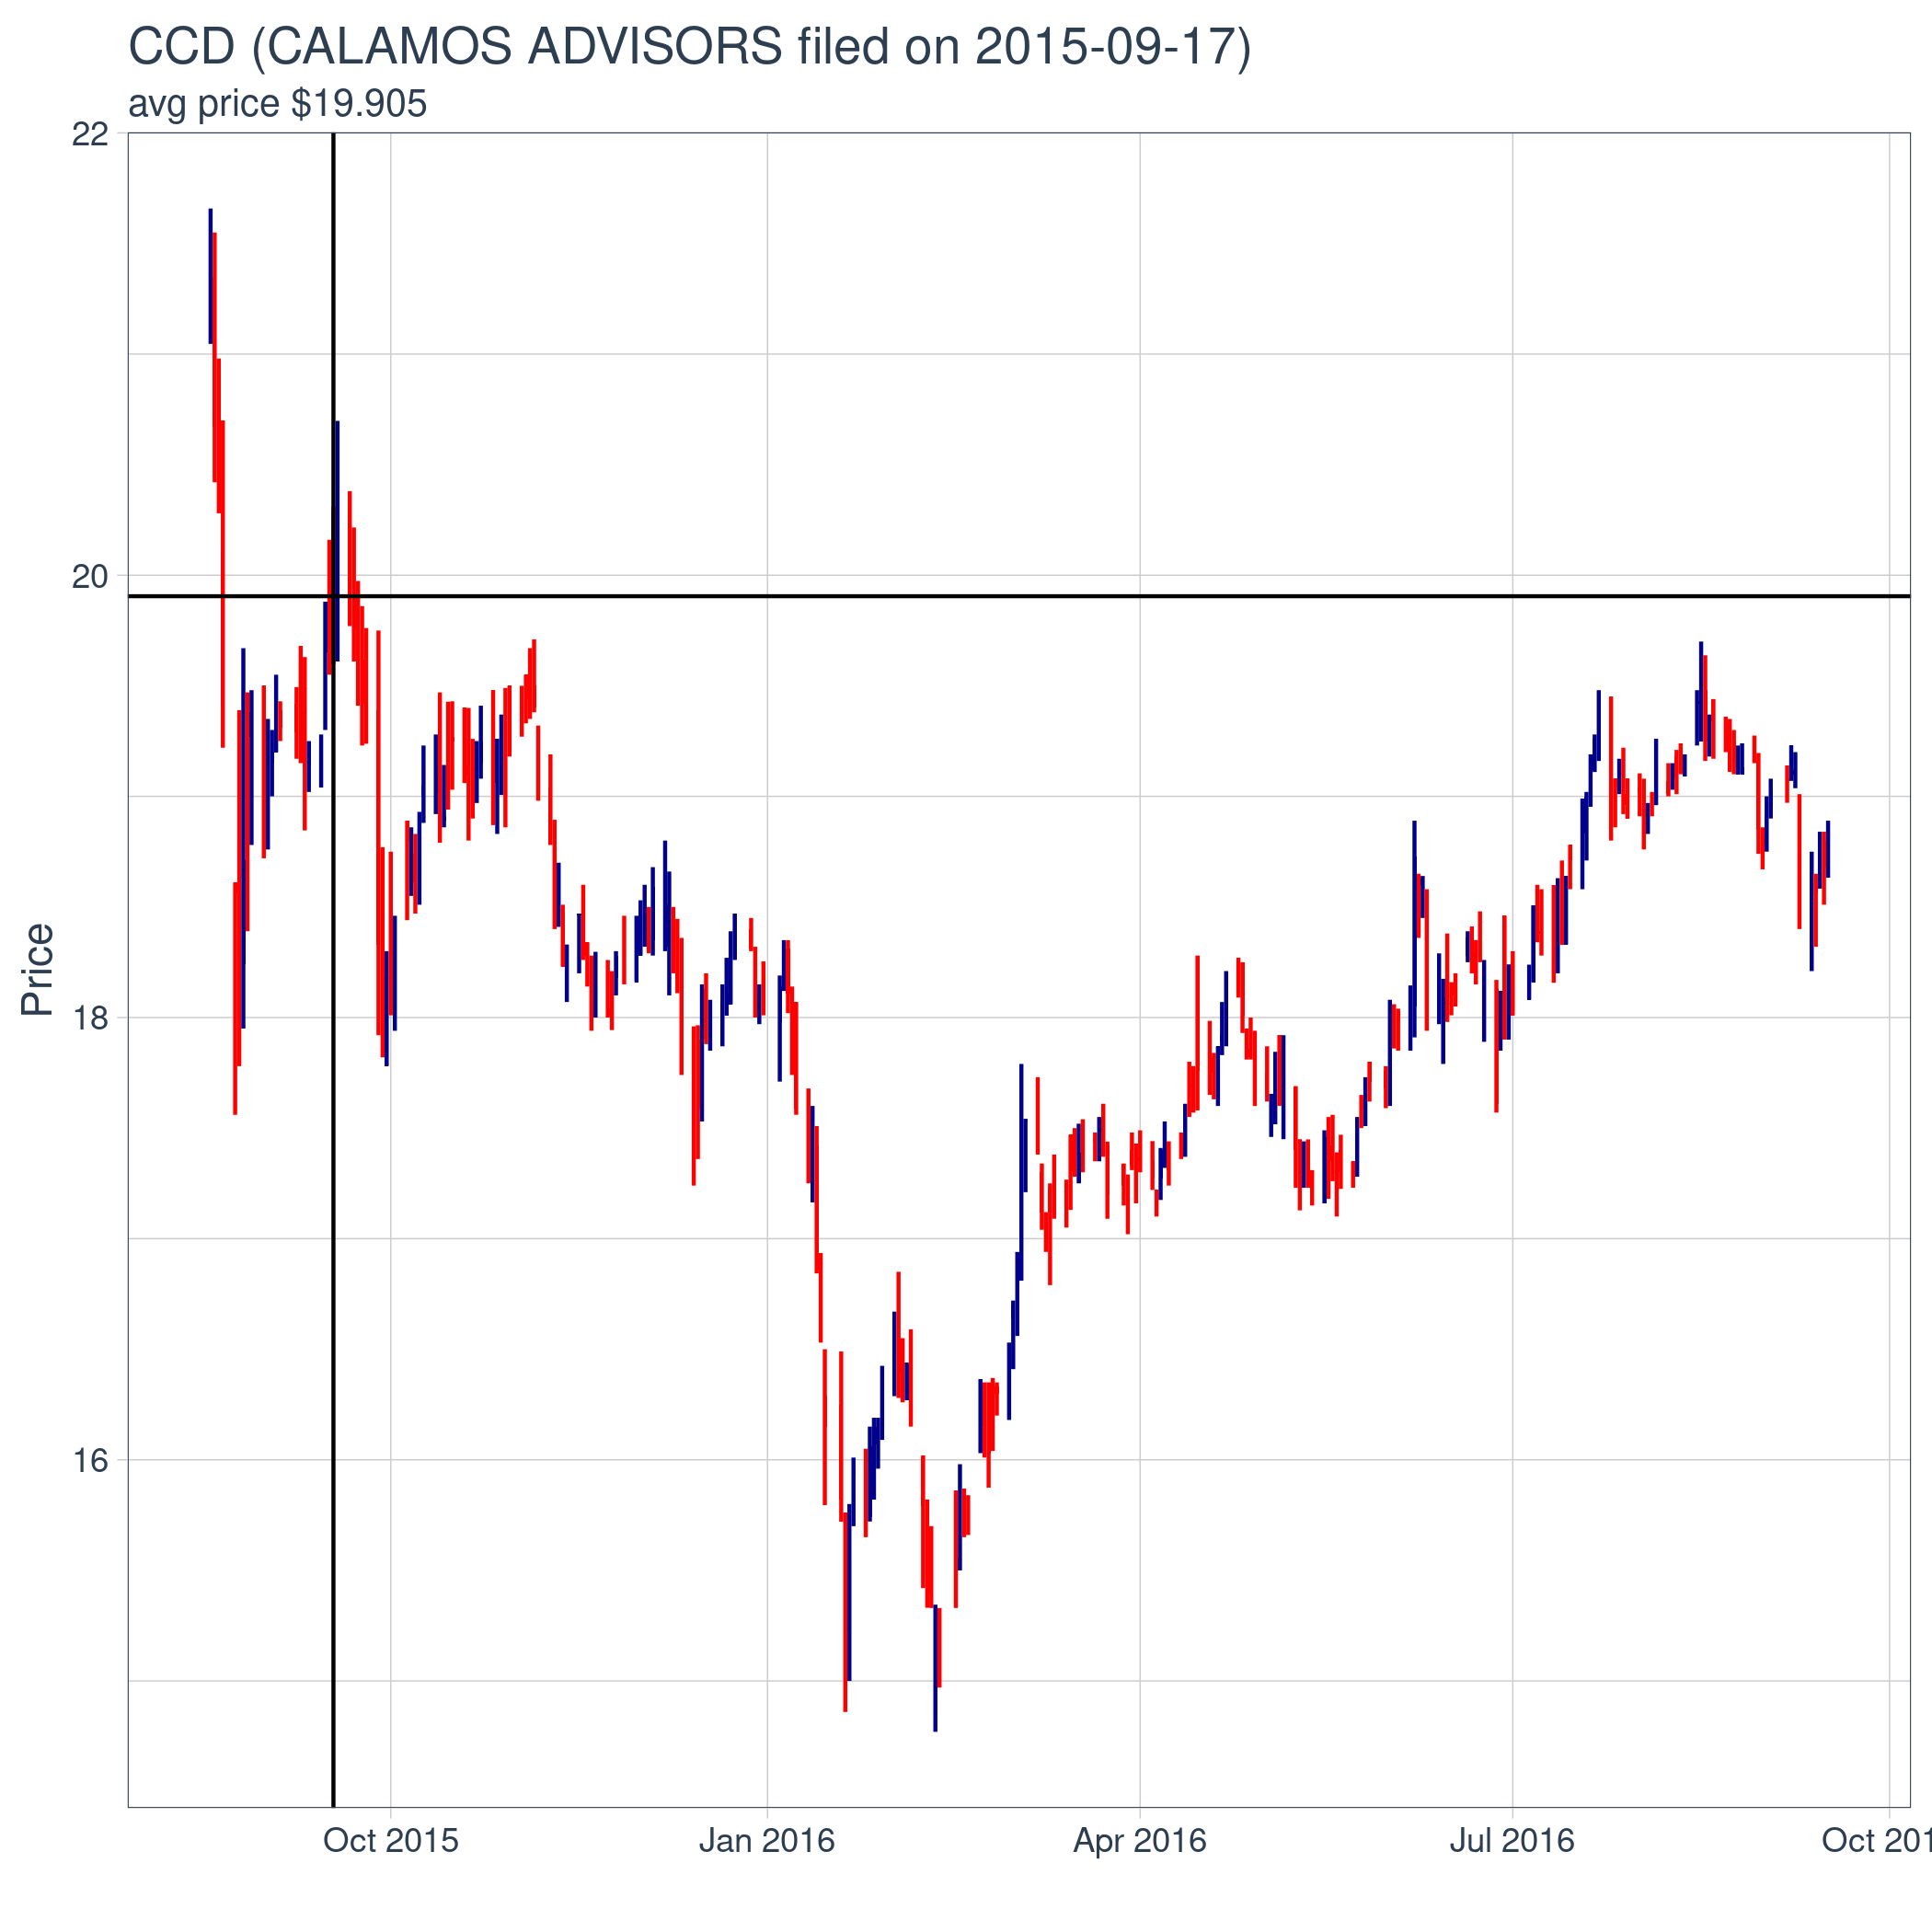 CCD (CALAMOS ADVISORS filed on 2015-09-17)
avg price $19.905
22
20
18
16
Price
Oct 2015
Jan 2016
Apr 2016
Jul 2016
Oct 201